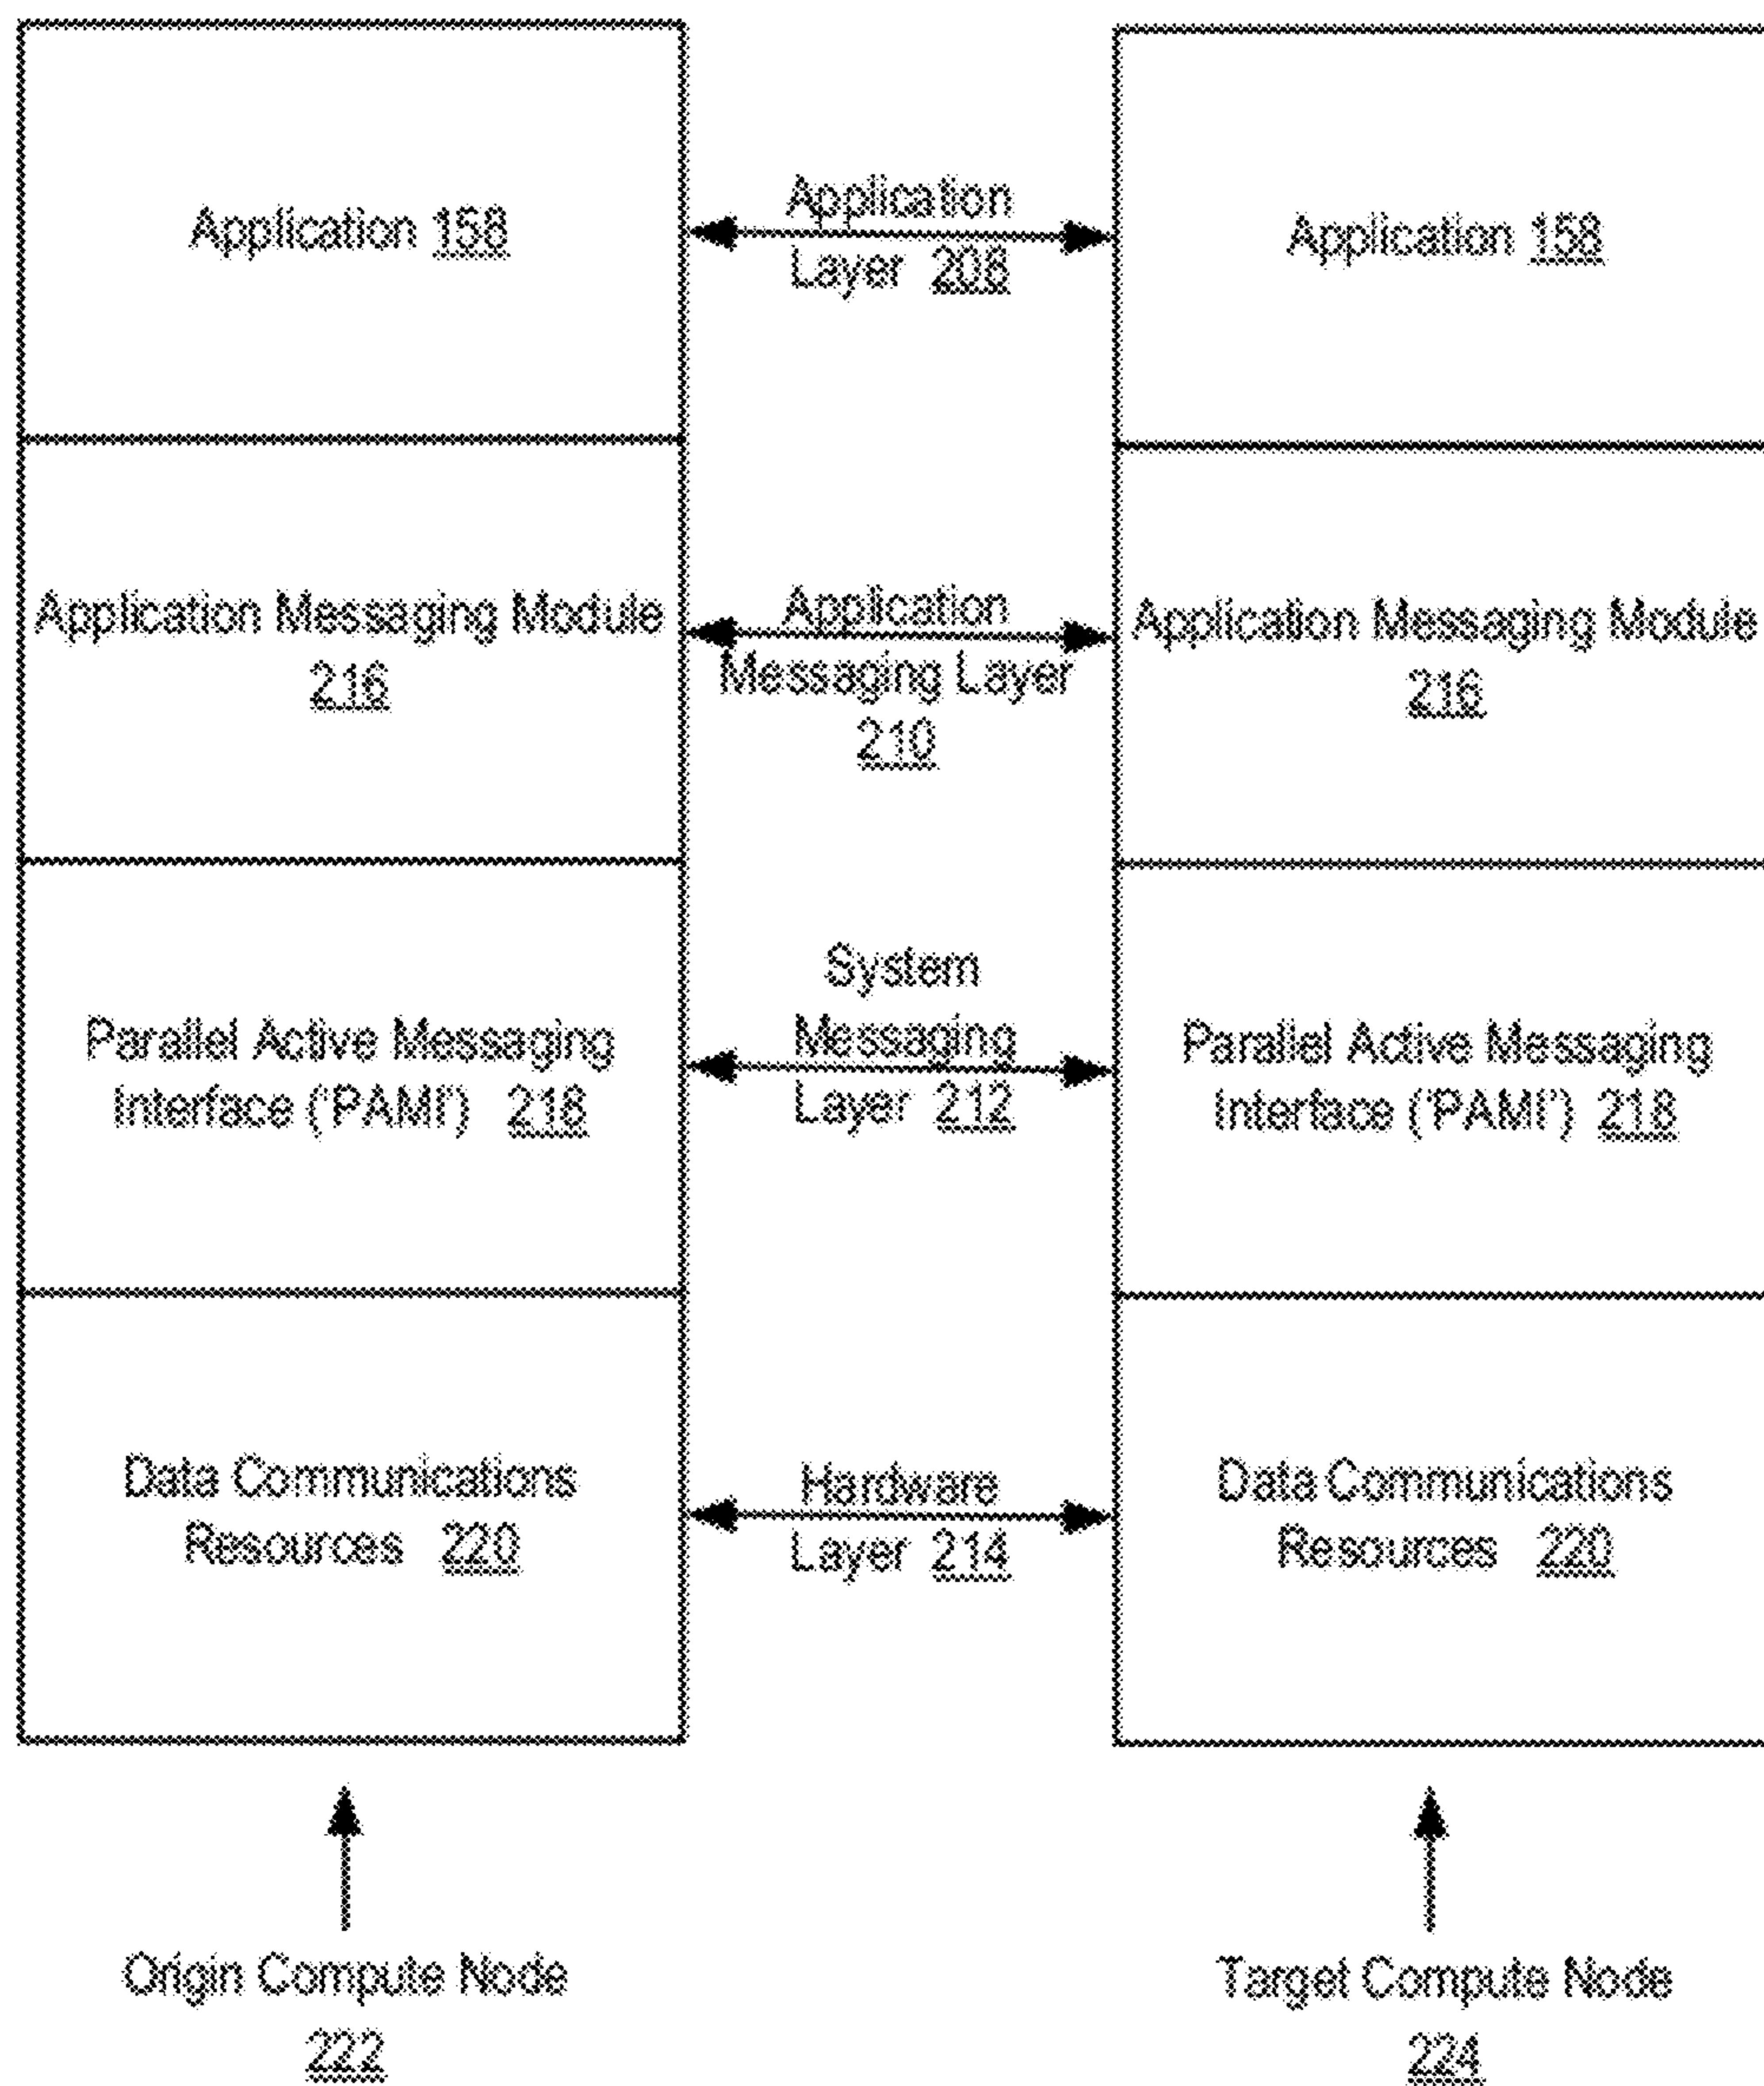 Application 158
Application
Layer 208
Application 158
Application Messaging Module
216
Application
Messaging Layer
210
Application Messaging Module
216
Parallel Active Messaging
Interface ('PAMI') 218
System
Messaging
Layer 212
Parallel Active Messaging
Interface ('PAMI') 218
Data Communications
Resources 220
Hardware
Layer 214
Data Communications
Resources 220
Origin Compute Node
222
Target Compute Node
224